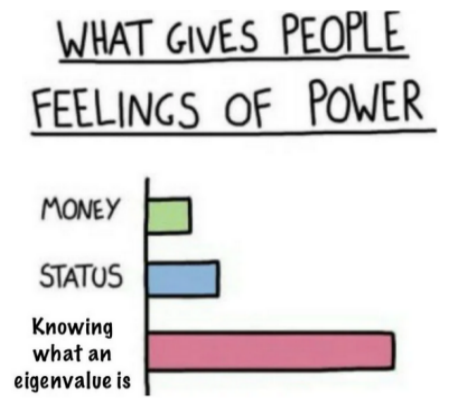 WHAT GIVES PEOPLE
FEELINGS OF POWER
MONEY
STATUS
Knowing
what an
eigenvalue is